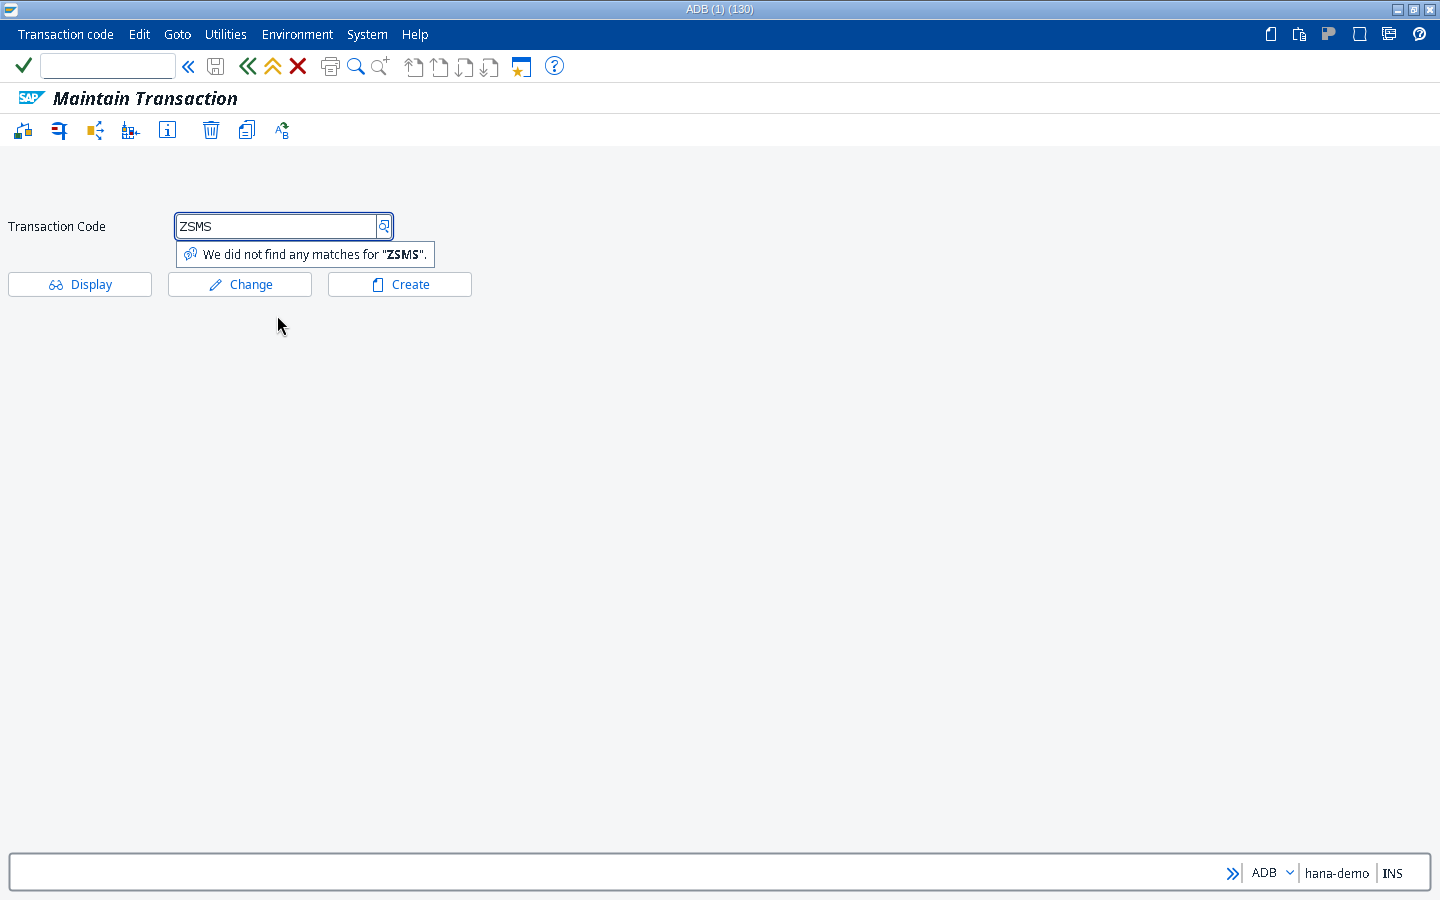 ADB (1) (130)
Transaction code Edit Goto Utilities Environment System Help
SAP Maintain Transaction
Transaction Code ZSMS
We did not find any matches for "ZSMS".
Display Change Create
ADB hana-demo INS